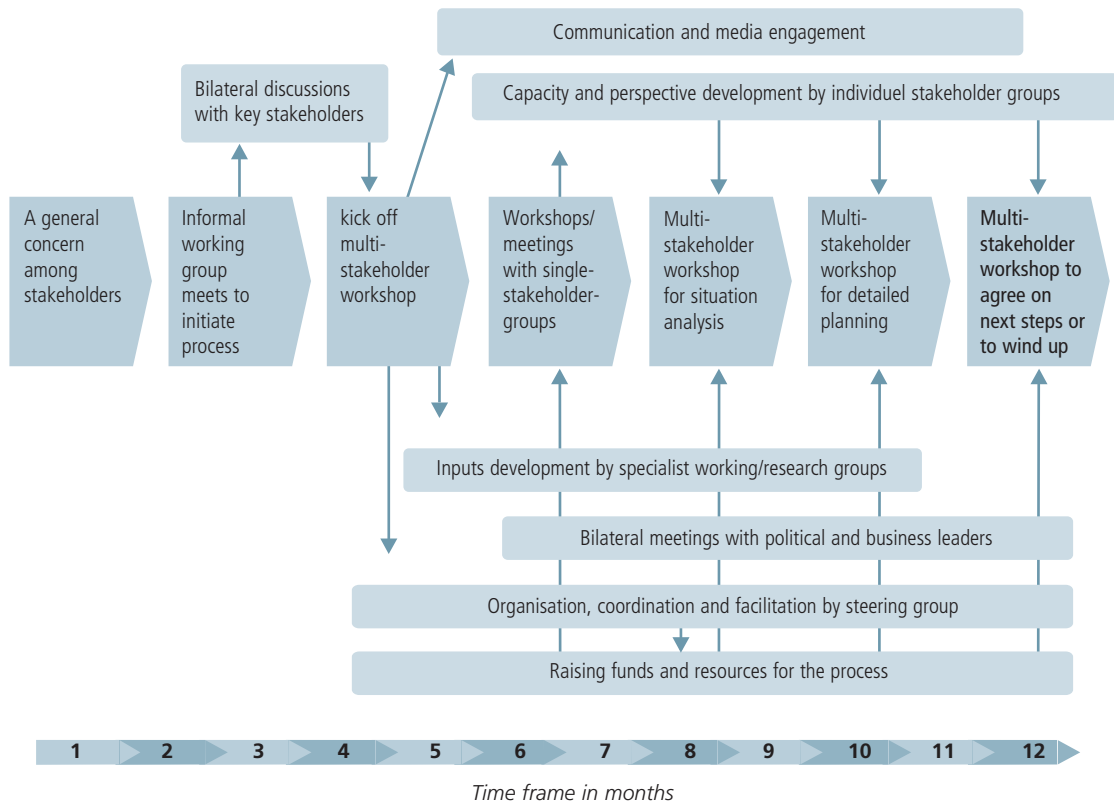 Communication and media engagement
Bilateral discussions
with key stakeholders
Capacity and perspective development by individuel stakeholder groups
A general
concern
among
stakeholders
Informal
working
group
meets to
initiate
process
kick off
multi-
stakeholder
workshop
Workshops/
meetings
with single-
stakeholder-
groups
Multi-
stakeholder
workshop
for situation
analysis
Multi-
stakeholder
workshop
for detailed
planning
Multi-
stakeholder
workshop to
agree on
next steps or
to wind up
Inputs development by specialist working/research groups
Bilateral meetings with political and business leaders
Organisation, coordination and facilitation by steering group
Raising funds and resources for the process
1 2 3 4 5 6 7 8 9 10 11 12
Time frame in months